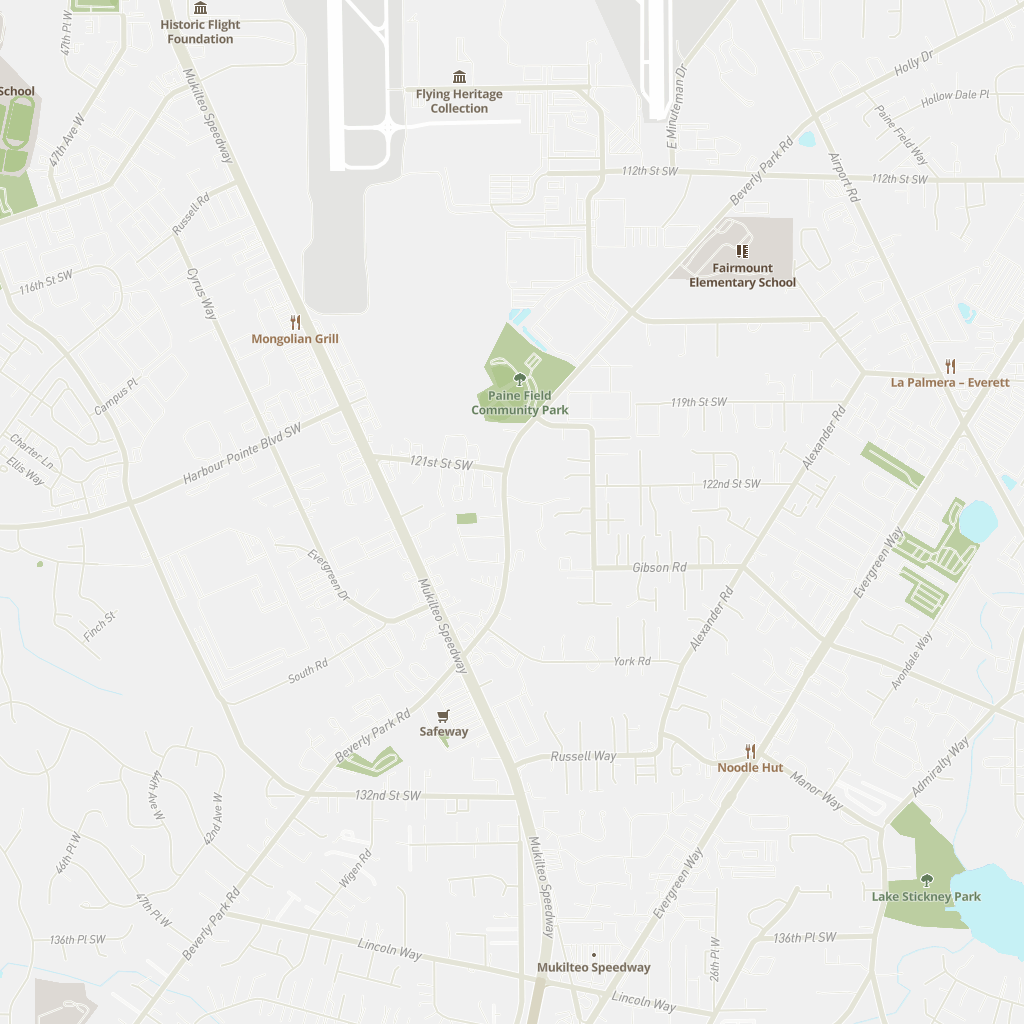 Historic Flight
Foundation
47th Ave W
School
Mukilteo Speedway
47th Ave W
Flying Heritage
Collection
E Minuteman Dr
Holly Dr
Hollow Dale Pl
Paine Field Way
Beverly Park Rd
Airport Rd
112th St SW
112th St SW
Russell Rd
116th St SW
Cyrus Way
Fairmount
Elementary School
Mongolian Grill
La Palmera – Everett
Campus Pl
Paine Field
Community Park
119th St SW
Alexander Rd
Charter Ln
Ellis Way
Harbour Pointe Blvd SW
121st St SW
122nd St SW
Evergreen Way
Evergreen Dr
Gibson Rd
Mukilteo Speedway
Alexander Rd
Finch St
South Rd
York Rd
Avondale Way
Beverly Park Rd
Safeway
Russell Way
Noodle Hut
Manor Way
Admiralty Way
44th Ave W
42nd Ave W
132nd St SW
46th Pl W
Wigen Rd
Mukilteo Speedway
Evergreen Way
Lake Stickney Park
47th Pl W
Beverly Park Rd
136th Pl SW
Lincoln Way
26th Pl W
136th Pl SW
Mukilteo Speedway
Lincoln Way